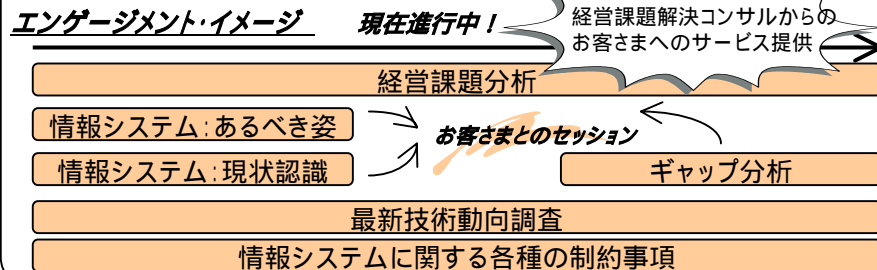 エンゲージメント・イメージ 現在進行中！
経営課題解決コンサルからの
お客さまへのサービス提供
経営課題分析
情報システム：あるべき姿
お客さまとのセッション
情報システム：現状認識
ギャップ分析
最新技術動向調査
情報システムに関する各種の制約事項